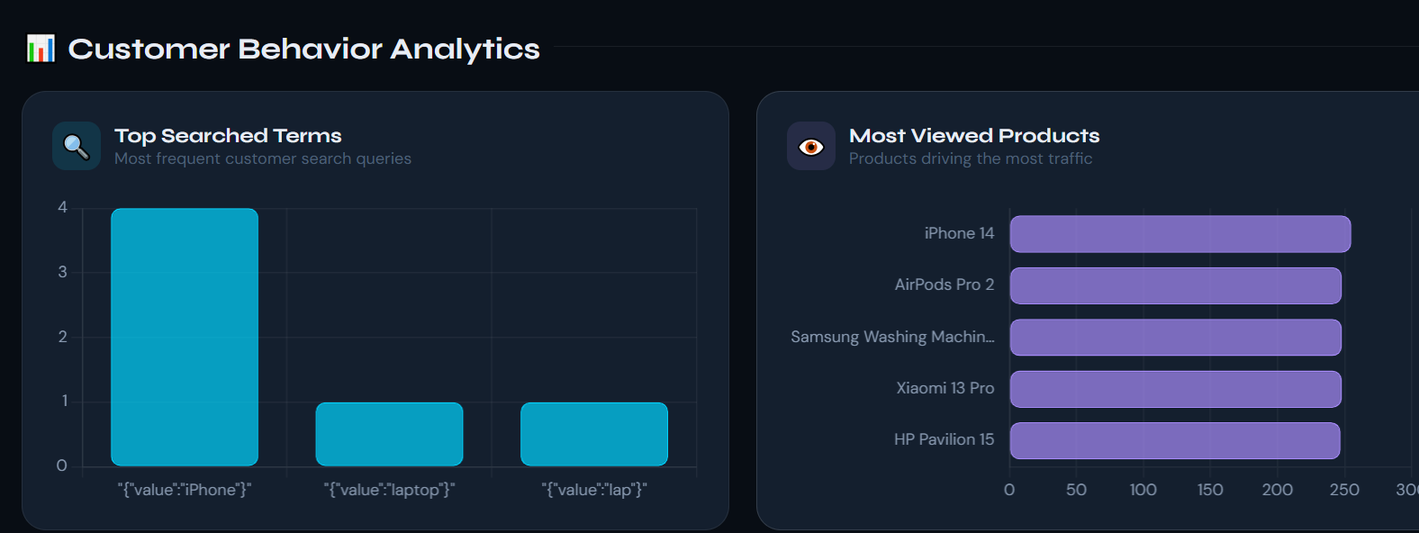 Customer Behavior Analytics
Top Searched Terms
Most frequent customer search queries
4
3
2
1
0
"{"value":"iPhone"}"
"{"value":"laptop"}"
"{"value":"lap"}"
Most Viewed Products
Products driving the most traffic
iPhone 14
AirPods Pro 2
Samsung Washing Machin...
Xiaomi 13 Pro
HP Pavilion 15
0 50 100 150 200 250